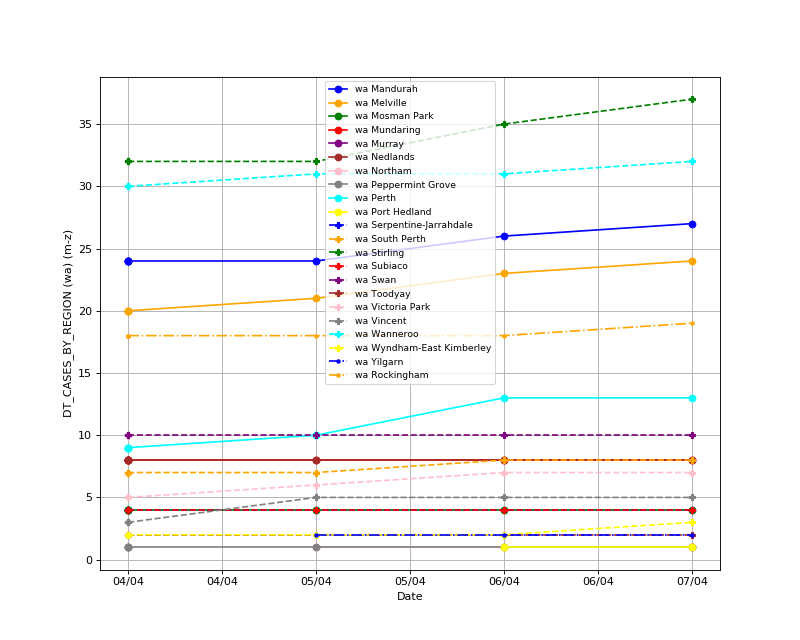 DT_CASES_BY_REGION (wa) (m-z)
35
30
25
20
15
10
5
0
wa Mandurah
wa Melville
wa Mosman Park
wa Mundaring
wa Murray
wa Nedlands
wa Northam
wa Peppermint Grove
wa Perth
wa Port Hedland
wa Serpentine-Jarrahdale
wa South Perth
wa Stirling
wa Subiaco
wa Swan
wa Toodyay
wa Victoria Park
wa Vincent
wa Wanneroo
wa Wyndham-East Kimberley
wa Yilgarn
wa Rockingham
04/04 04/04 05/04 05/04 06/04 06/04 07/04
Date